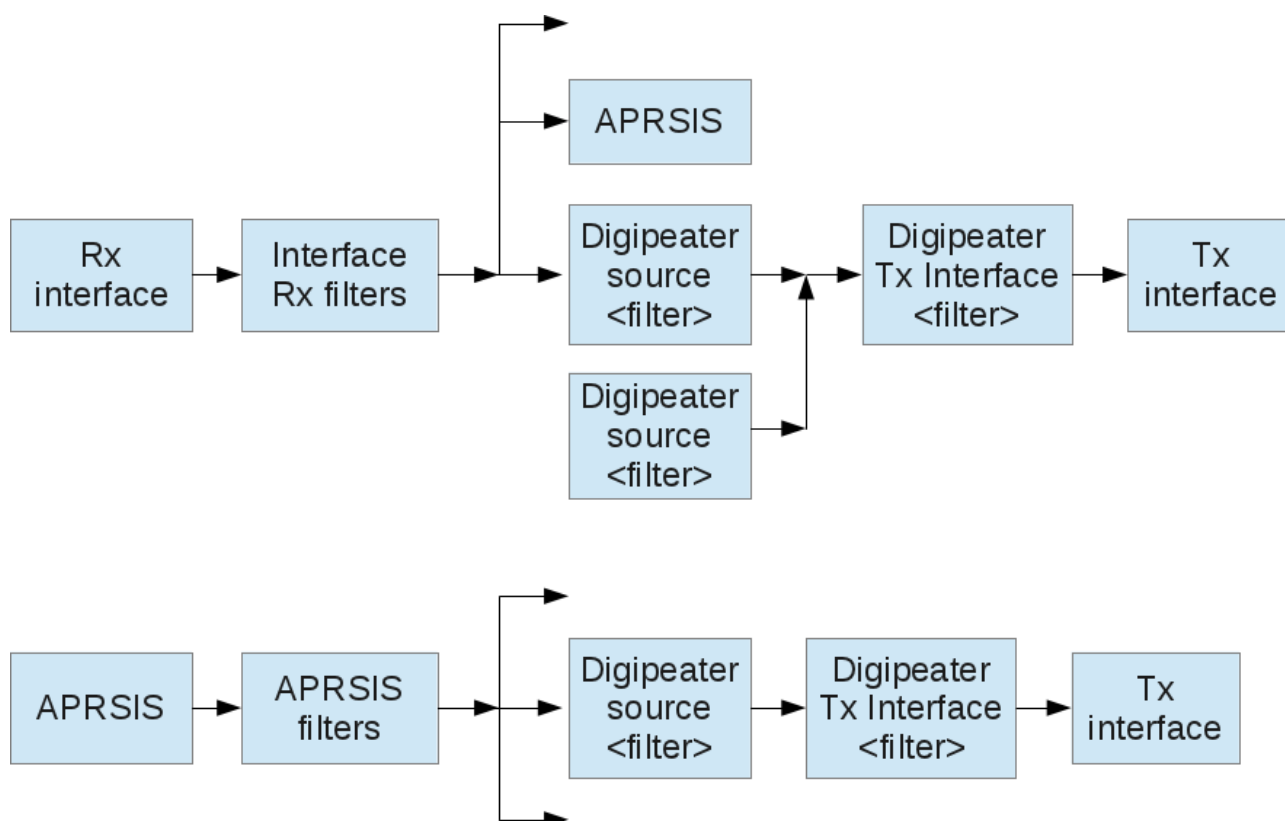 APRSIS
Rx
interface
Interface
Rx filters
Digipeater
source
<filter>
Digipeater
Tx Interface
<filter>
Tx
interface
Digipeater
source
<filter>
APRSIS
APRSIS
filters
Digipeater
source
<filter>
Digipeater
Tx Interface
<filter>
Tx
interface